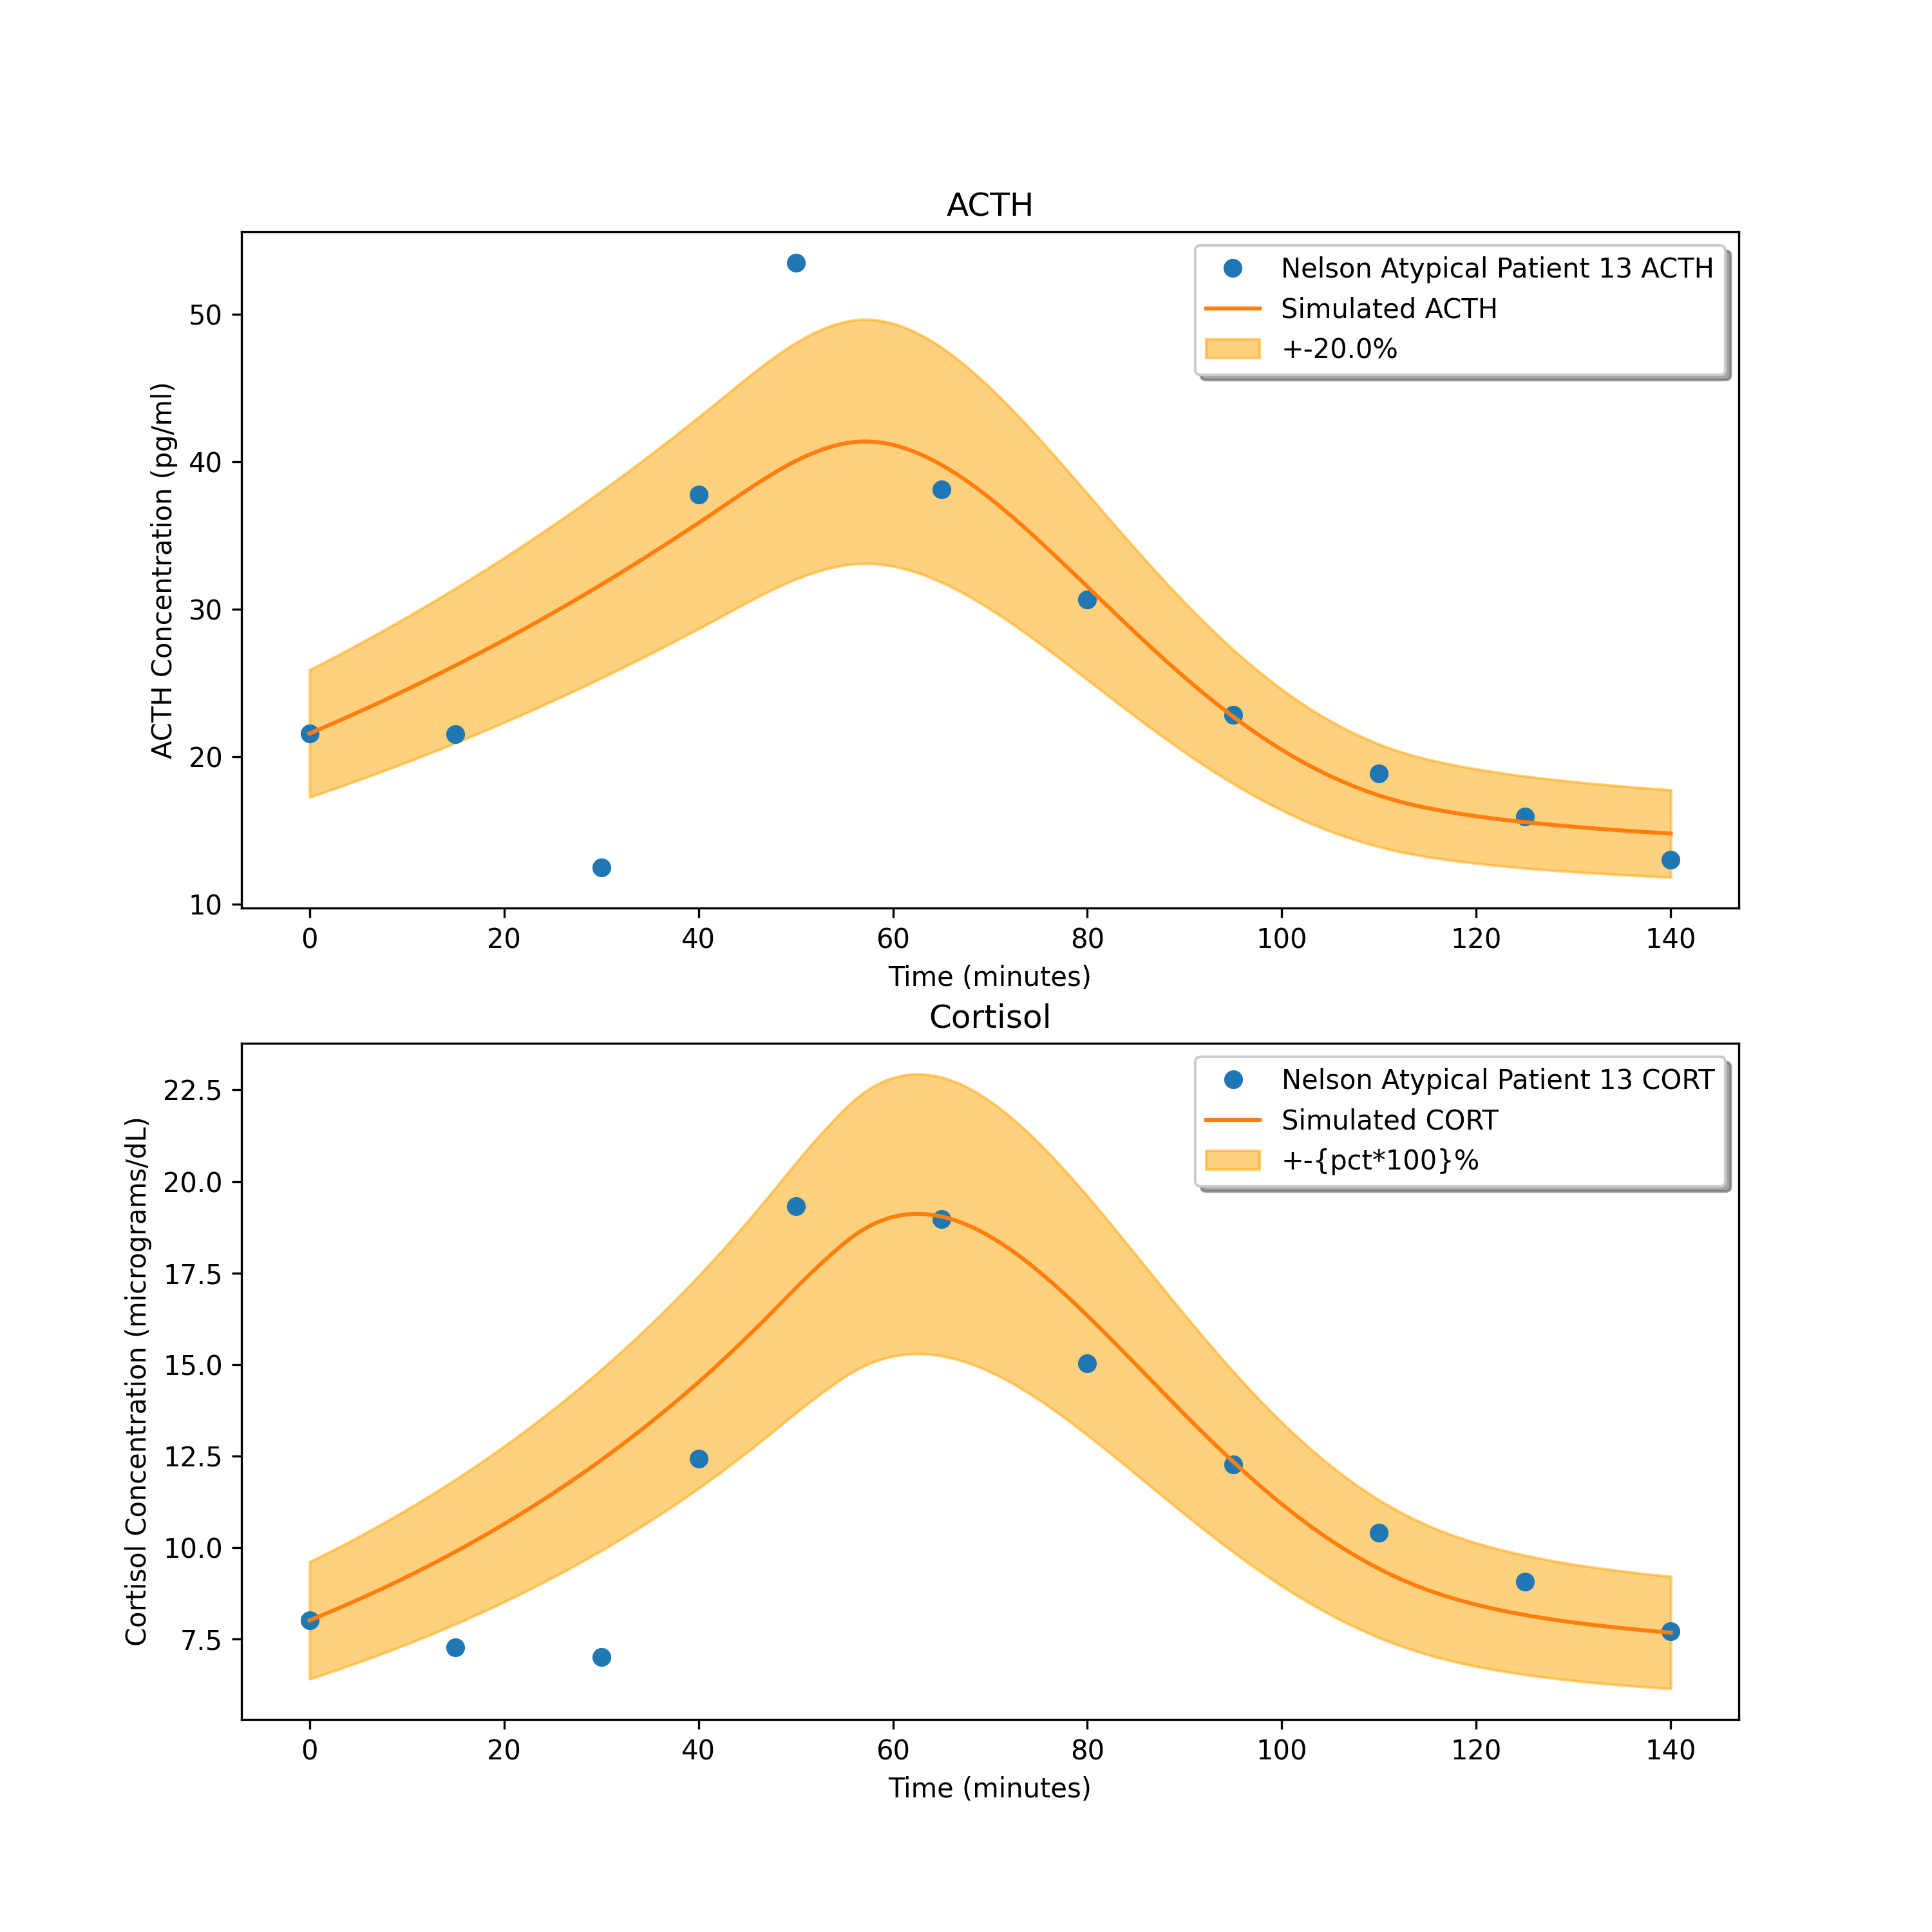 ACTH
Nelson Atypical Patient 13 ACTH
Simulated ACTH
+-20.0%
ACTH Concentration (pg/ml)
50
40
30
20
10
0 20 40 60 80 100 120 140
Time (minutes)
Cortisol
Nelson Atypical Patient 13 CORT
Simulated CORT
+-{pct*100}%
Cortisol Concentration (micrograms/dL)
22.5
20.0
17.5
15.0
12.5
10.0
7.5
0 20 40 60 80 100 120 140
Time (minutes)